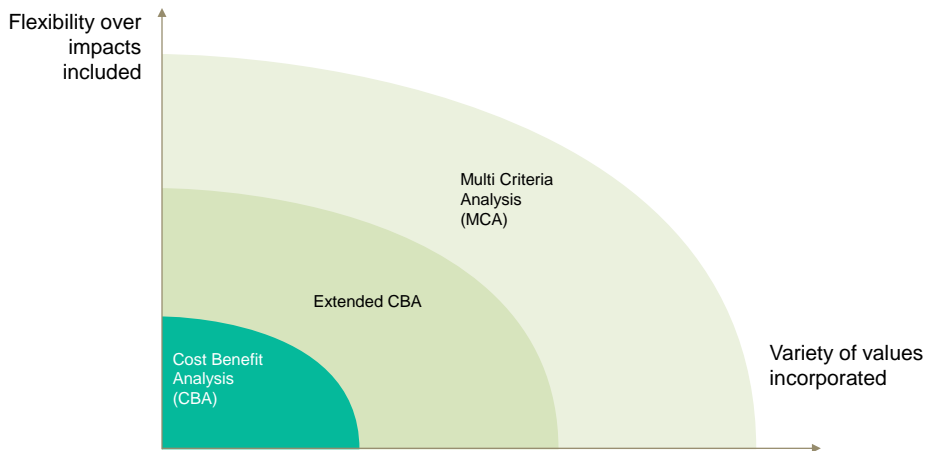 Flexibility over
impacts
included
Multi Criteria
Analysis
(MCA)
Extended CBA
Cost Benefit
Analysis
(CBA)
Variety of values
incorporated